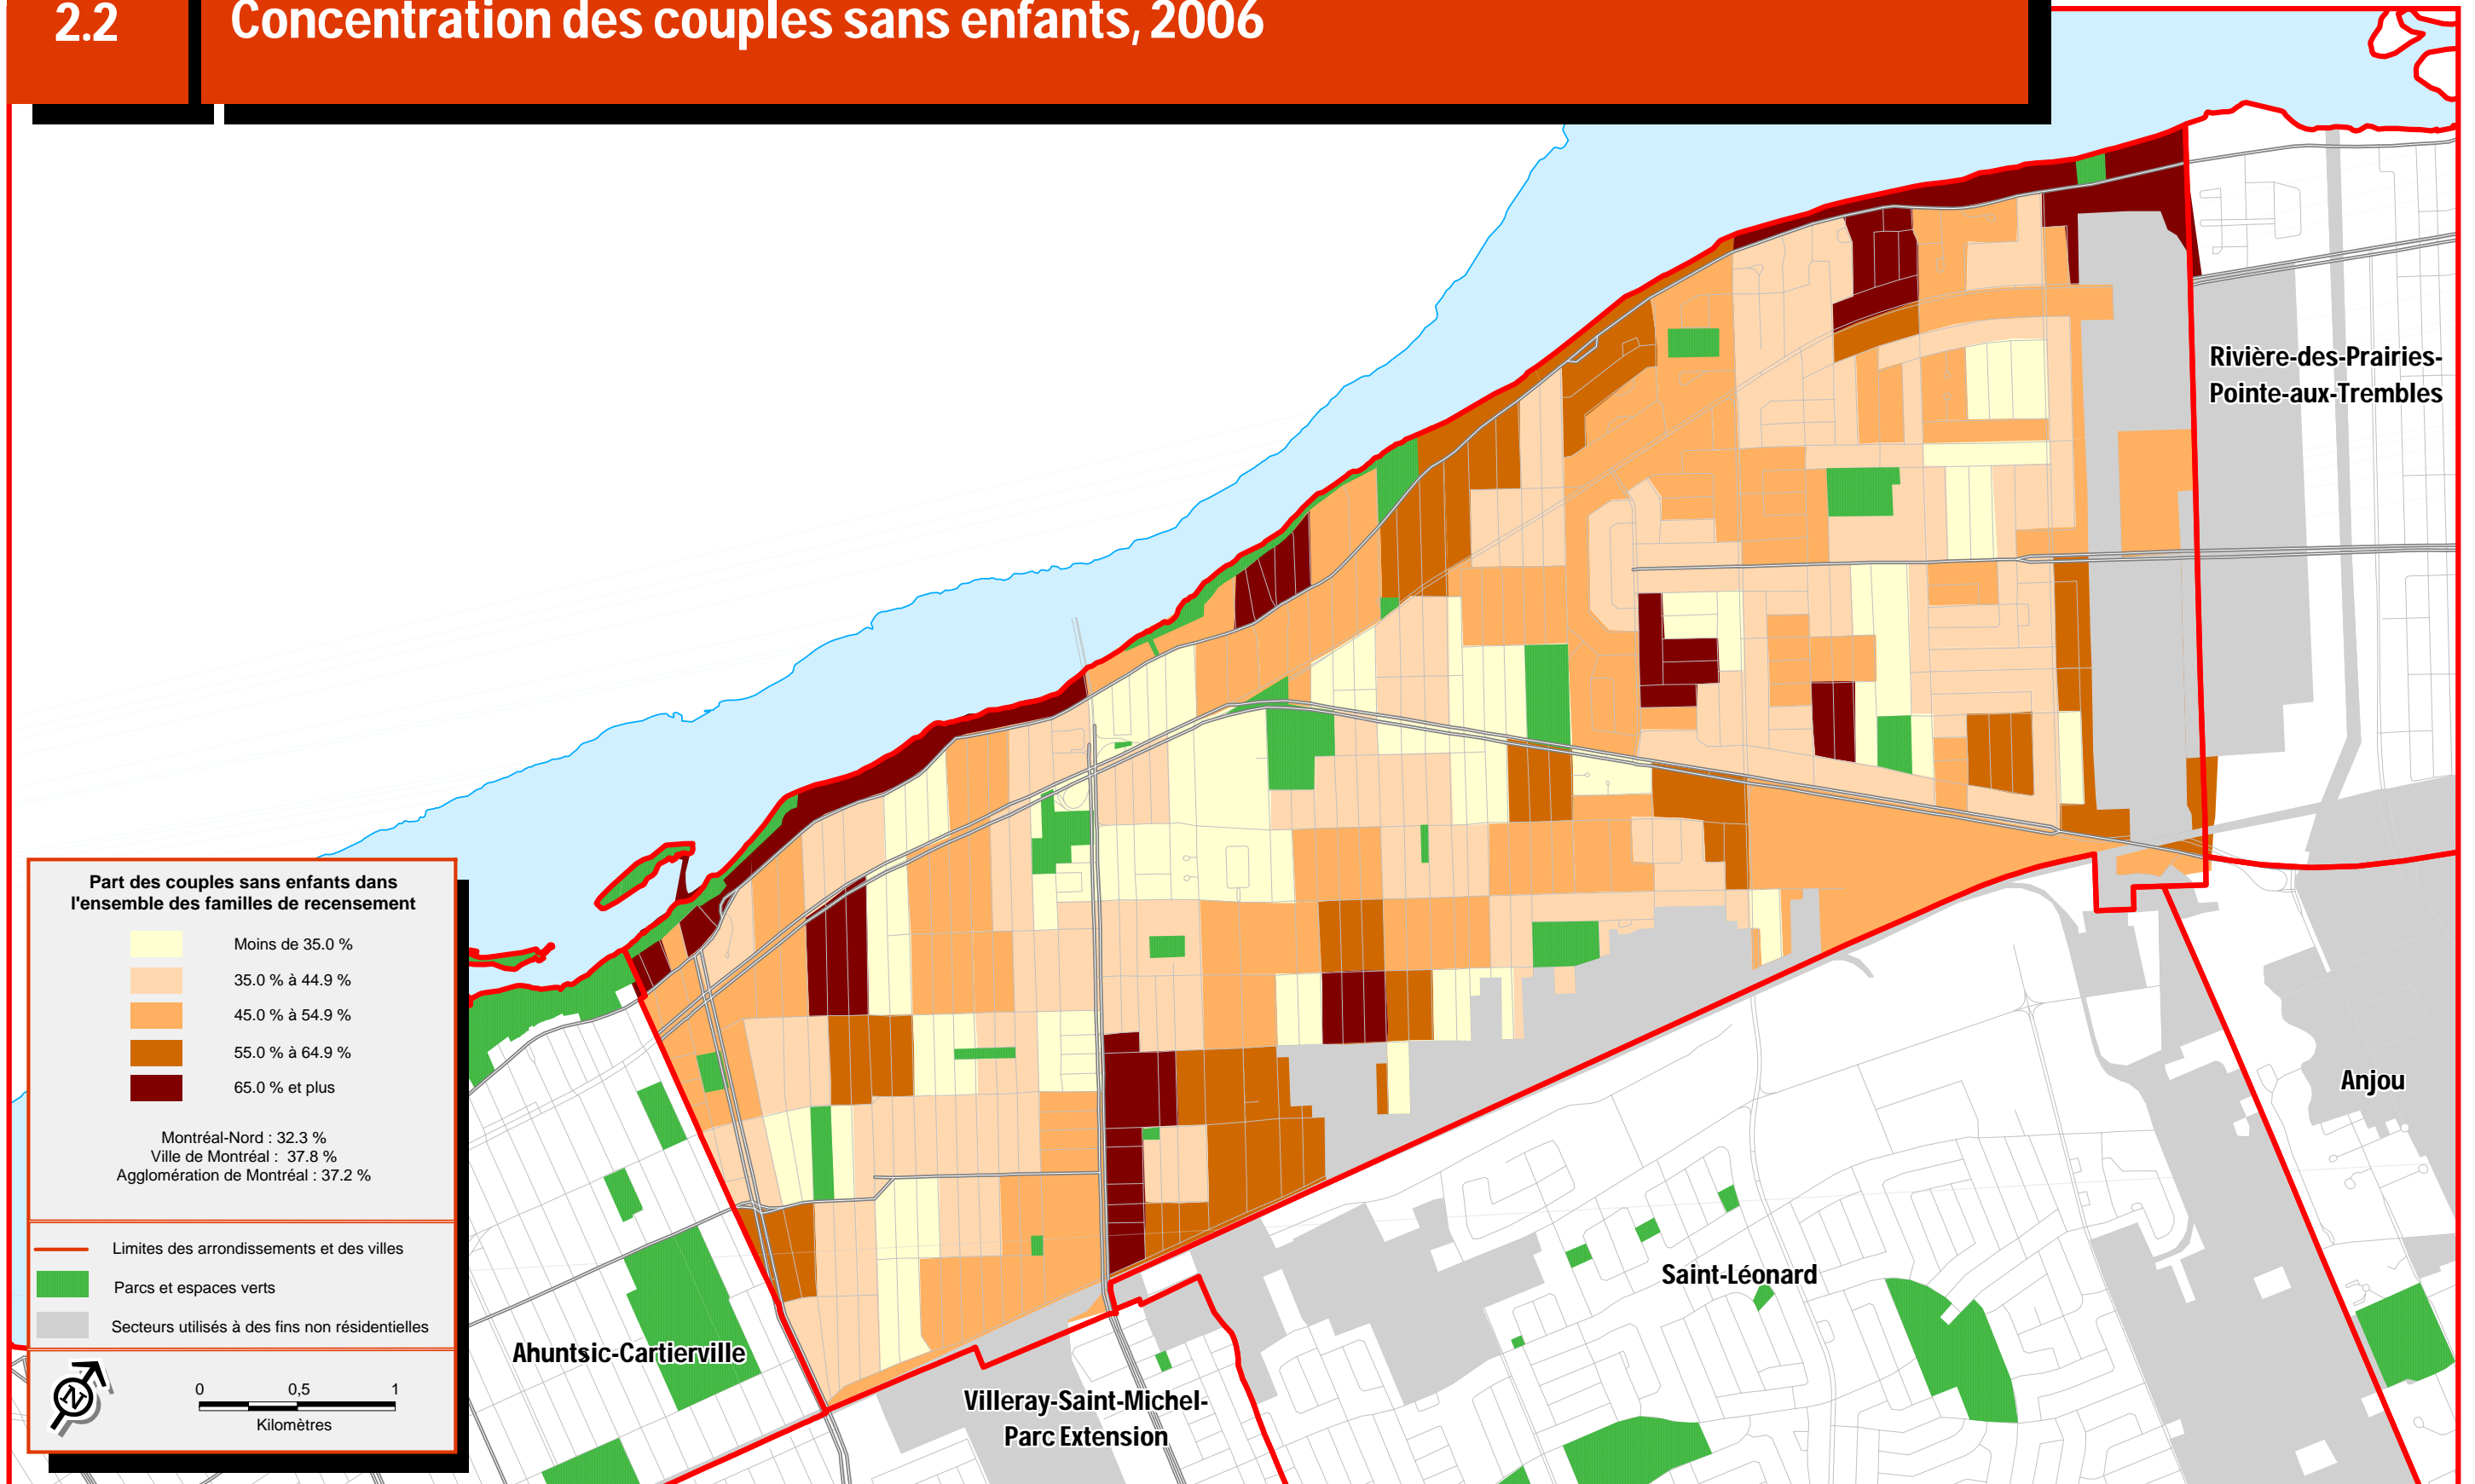 2.2
Concentration des couples sans enfants, 2006
Rivière-des-Prairies-
Pointe-aux-Trembles
Part des couples sans enfants dans
l'ensemble des familles de recensement
Moins de 35.0 %
35.0 % à 44.9 %
45.0 % à 54.9 %
55.0 % à 64.9 %
65.0 % et plus
Montréal-Nord : 32.3 %
Ville de Montréal : 37.8 %
Agglomération de Montréal : 37.2 %
Limites des arrondissements et des villes
Parcs et espaces verts
Secteurs utilisés à des fins non résidentielles
N
0 0,5 1
Kilomètres
Anjou
Saint-Léonard
Ahuntsic-Cartierville
Villeray-Saint-Michel-
Parc Extension